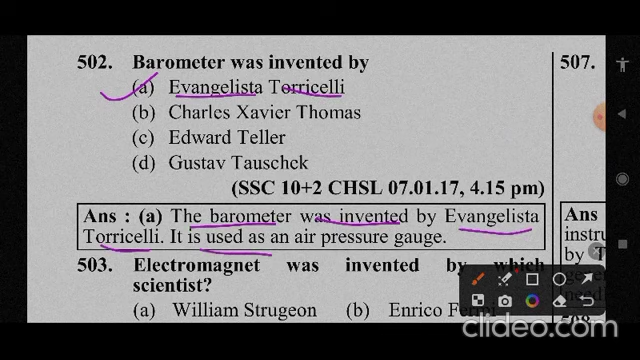 502. Barometer was invented by
(a) Evangelista Torricelli
(b) Charles Xavier Thomas
(c) Edward Teller
(d) Gustav Tauschek
(SSC 10+2 CHSL 07.01.17, 4.15 pm)
Ans : (a) The barometer was invented by Evangelista
Torricelli. It is used as an air pressure gauge.
503. Electromagnet was invented by which
scientist?
(a) William Strugeon (b) Enrico Fermi
507.
Ans
instru
by T
508.
clideo.com